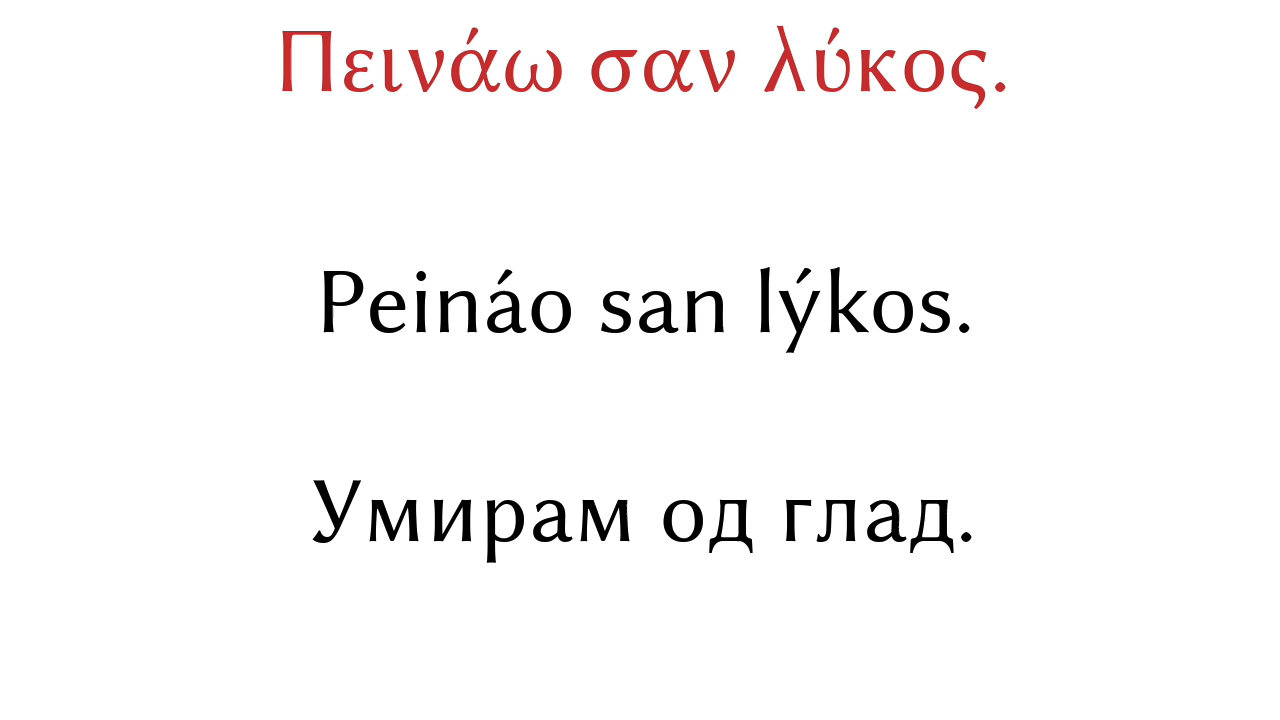 Πεινάω σαν λύκος.
Peináo san lýkos.
Умирам од глад.